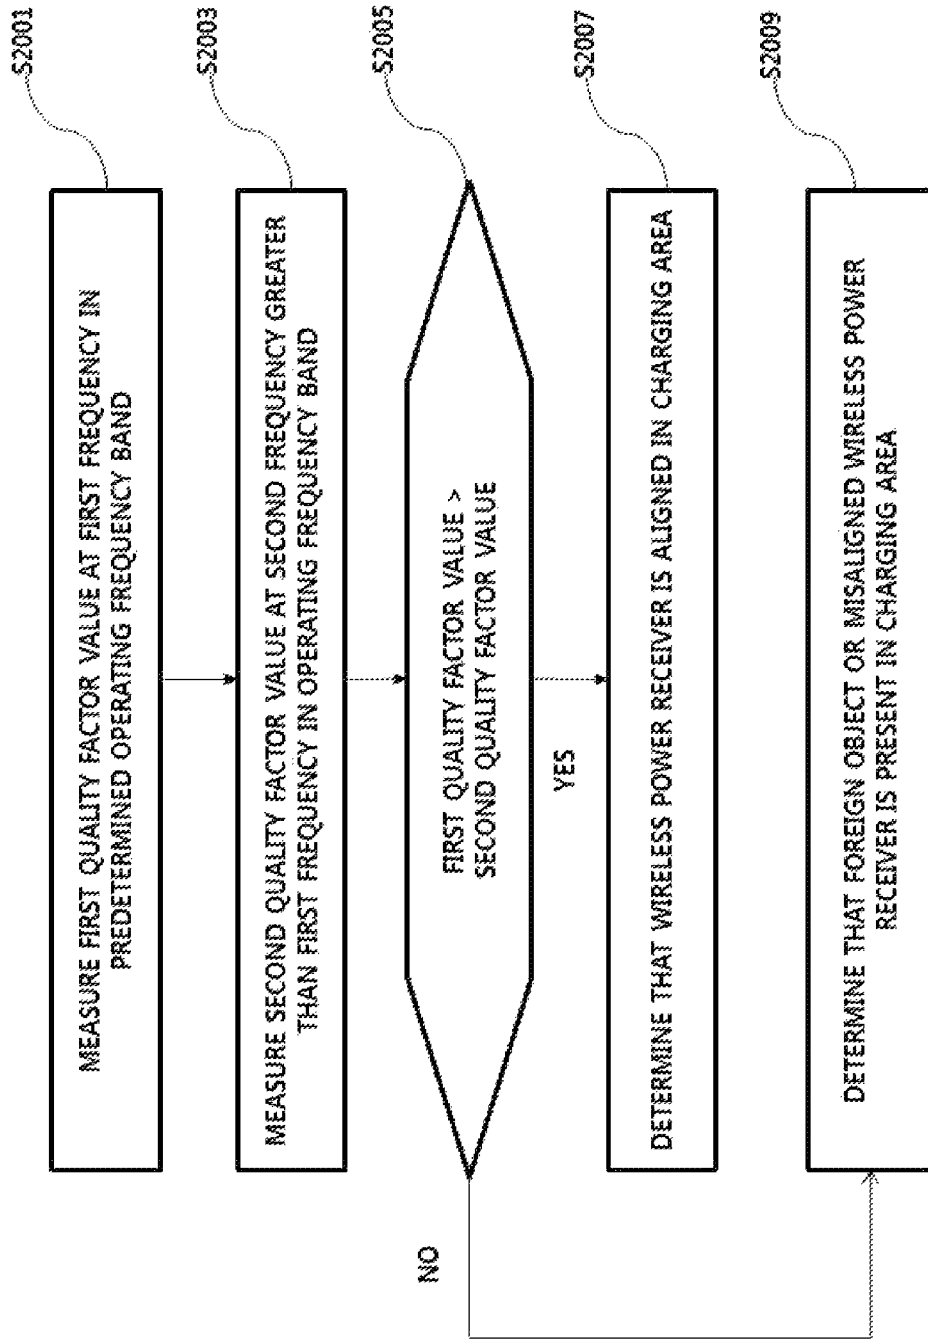 S2001
MEASURE FIRST QUALITY FACTOR VALUE AT FIRST FREQUENCY IN
PREDETERMINED OPERATING FREQUENCY BAND
S2003
MEASURE SECOND QUALITY FACTOR VALUE AT SECOND FREQUENCY GREATER
THAN FIRST FREQUENCY IN OPERATING FREQUENCY BAND
S2005
FIRST QUALITY FACTOR VALUE >
SECOND QUALITY FACTOR VALUE
NO
YES
S2007
DETERMINE THAT WIRELESS POWER RECEIVER IS ALIGNED IN CHARGING AREA
S2009
DETERMINE THAT FOREIGN OBJECT OR MISALIGNED WIRELESS POWER
RECEIVER IS PRESENT IN CHARGING AREA